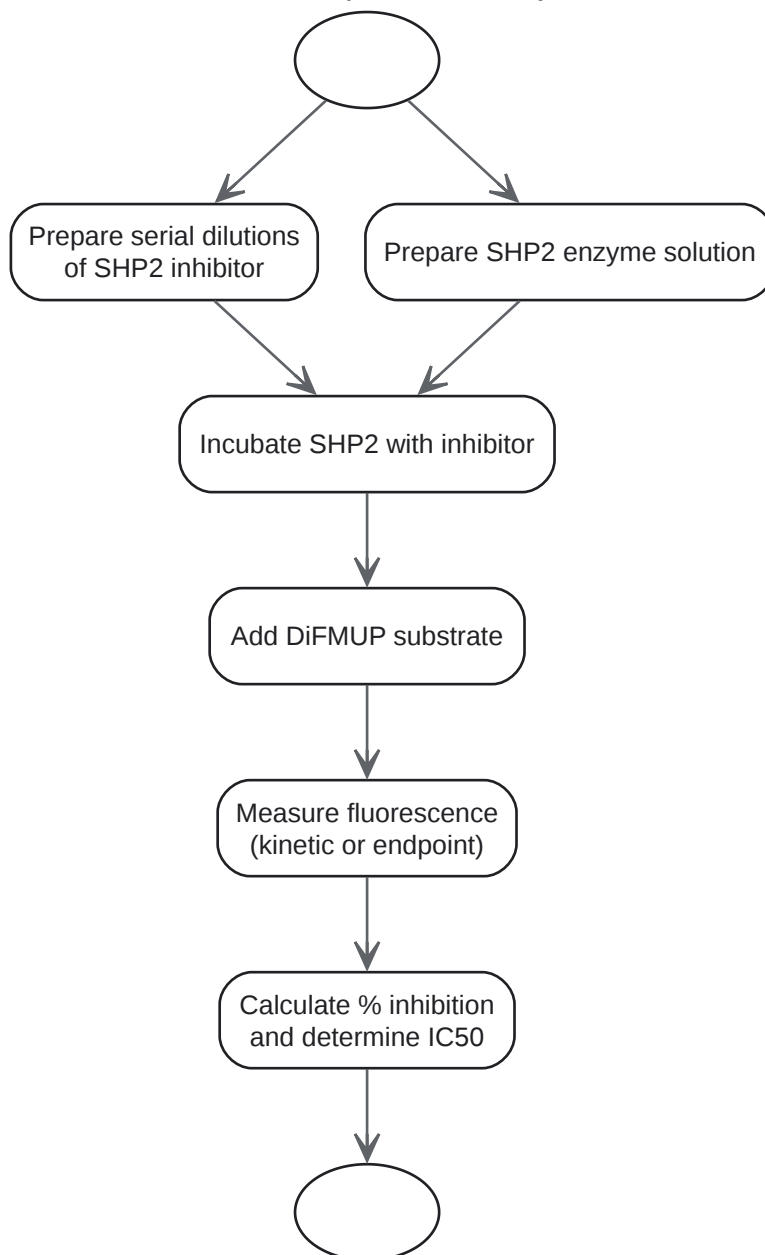 Prepare serial dilutions
of SHP2 inhibitor
Prepare SHP2 enzyme solution
Incubate SHP2 with inhibitor
Add DiFMUP substrate
Measure fluorescence
(kinetic or endpoint)
Calculate % inhibition
and determine IC50